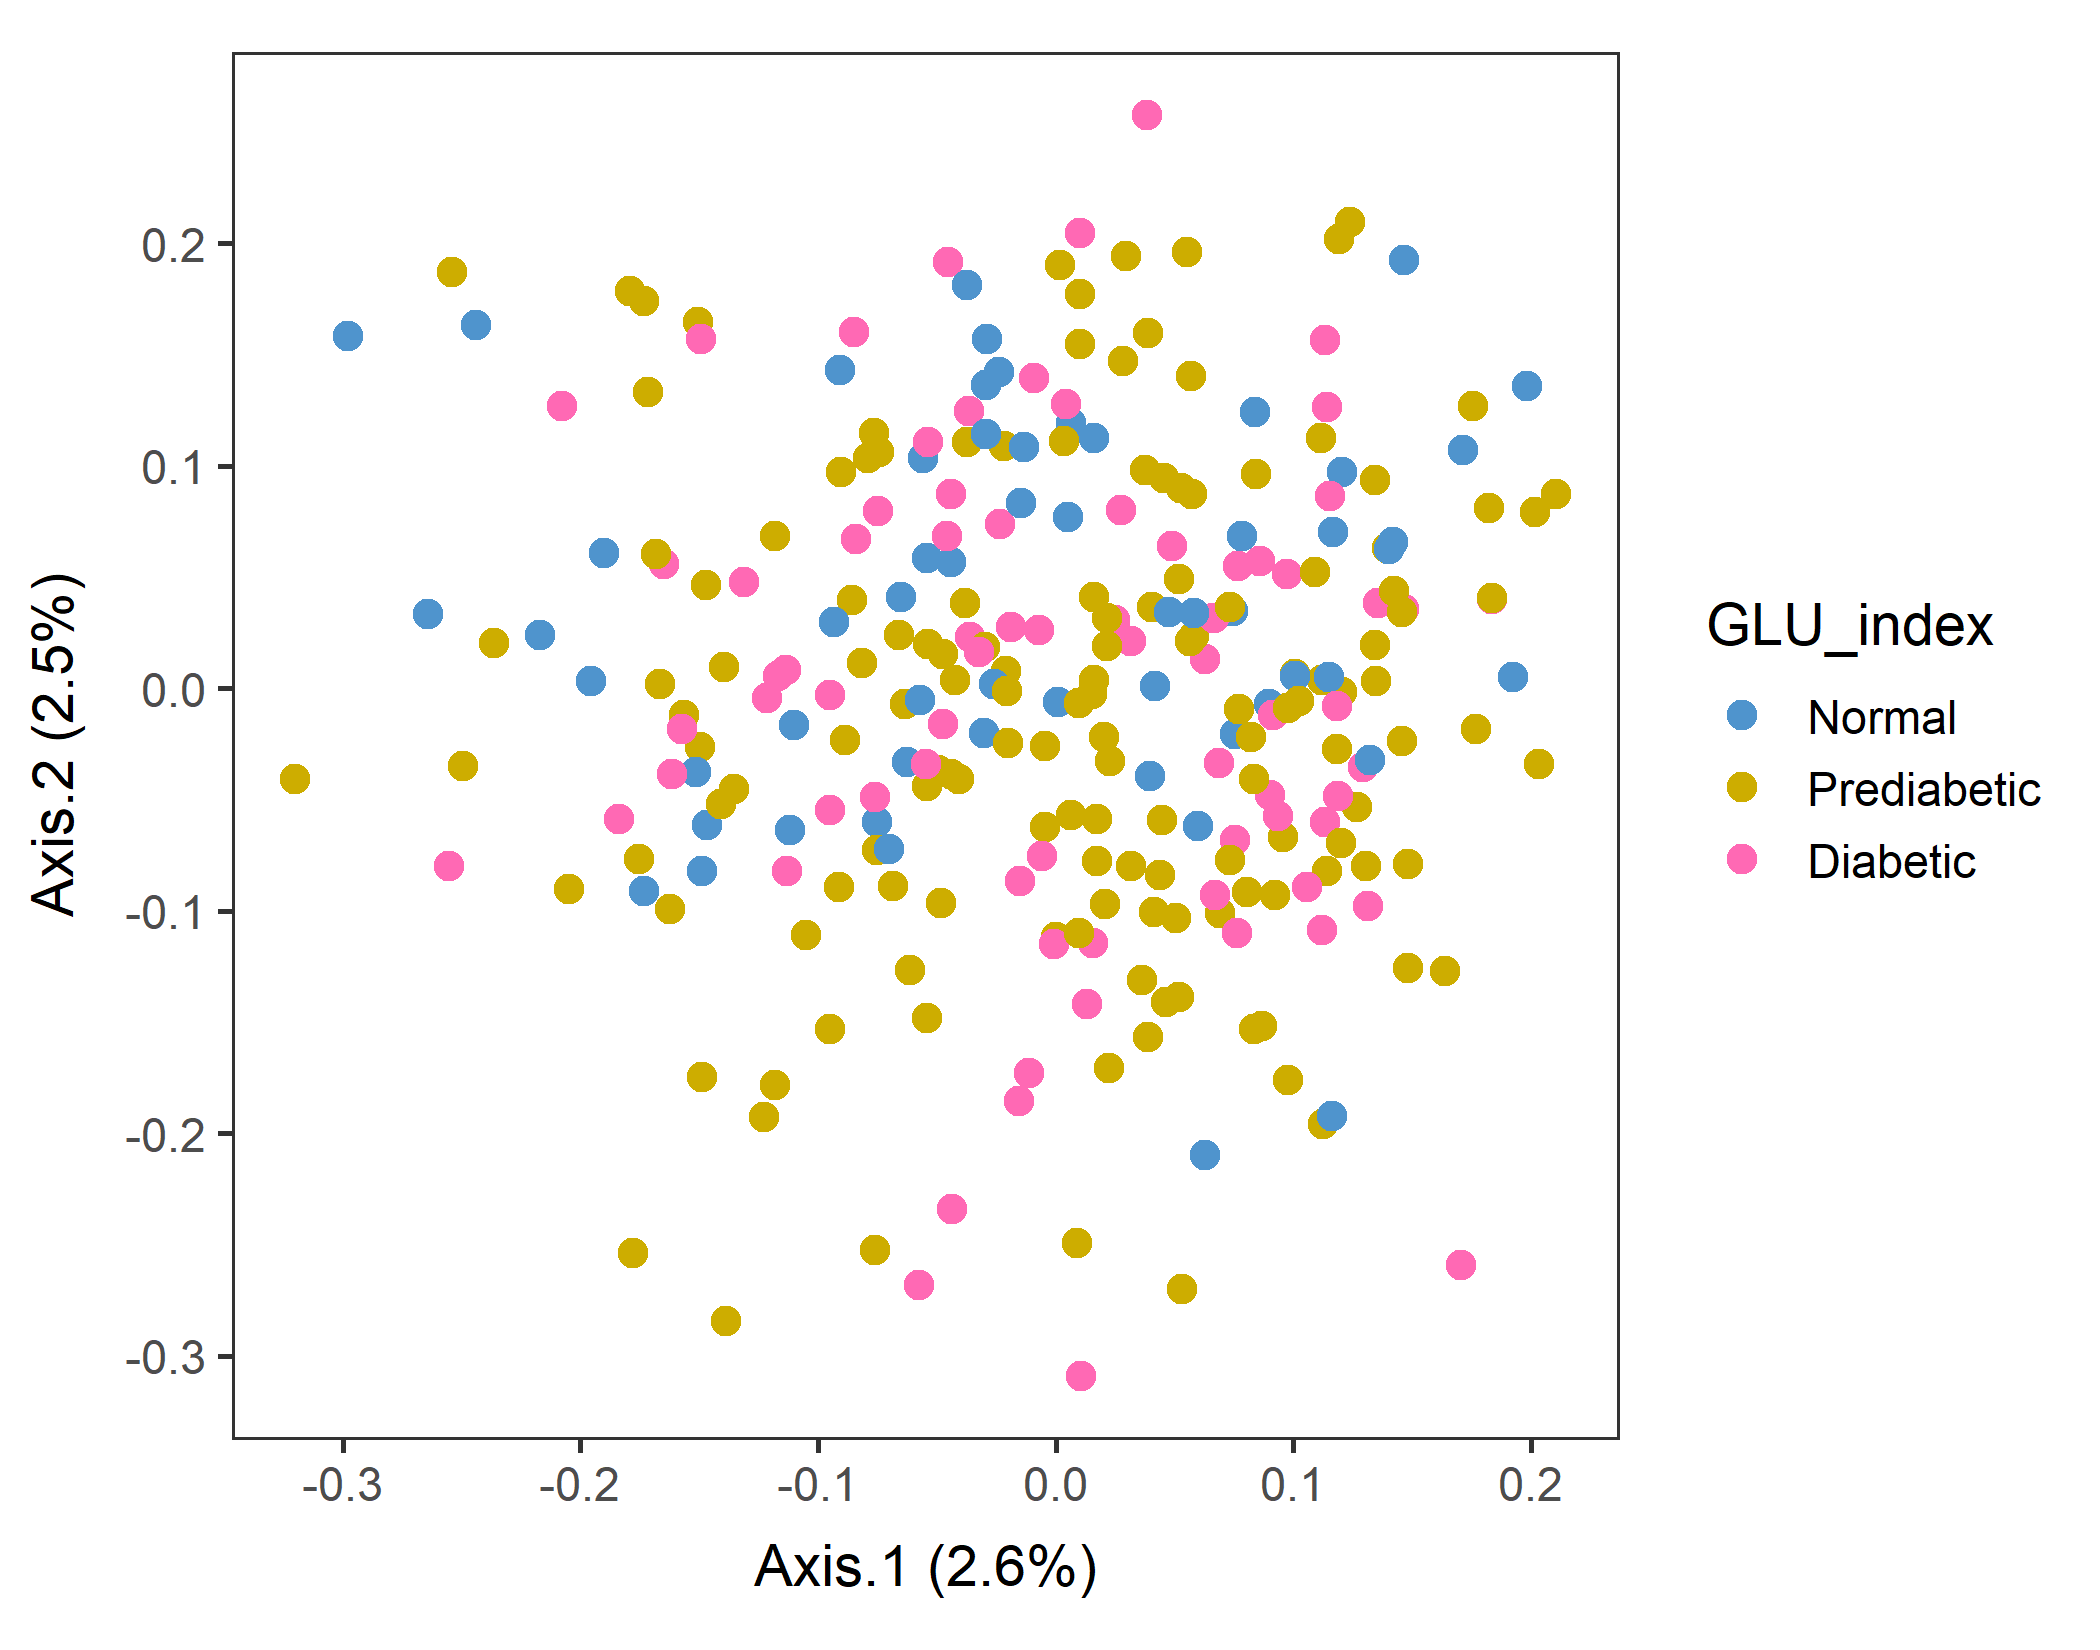 0.2
0.1
0.0
-0.1
-0.2
-0.3
Axis.2 (2.5%)
-0.3 -0.2 -0.1 0.0 0.1 0.2
Axis.1 (2.6%)
GLU_index
Normal
Prediabetic
Diabetic